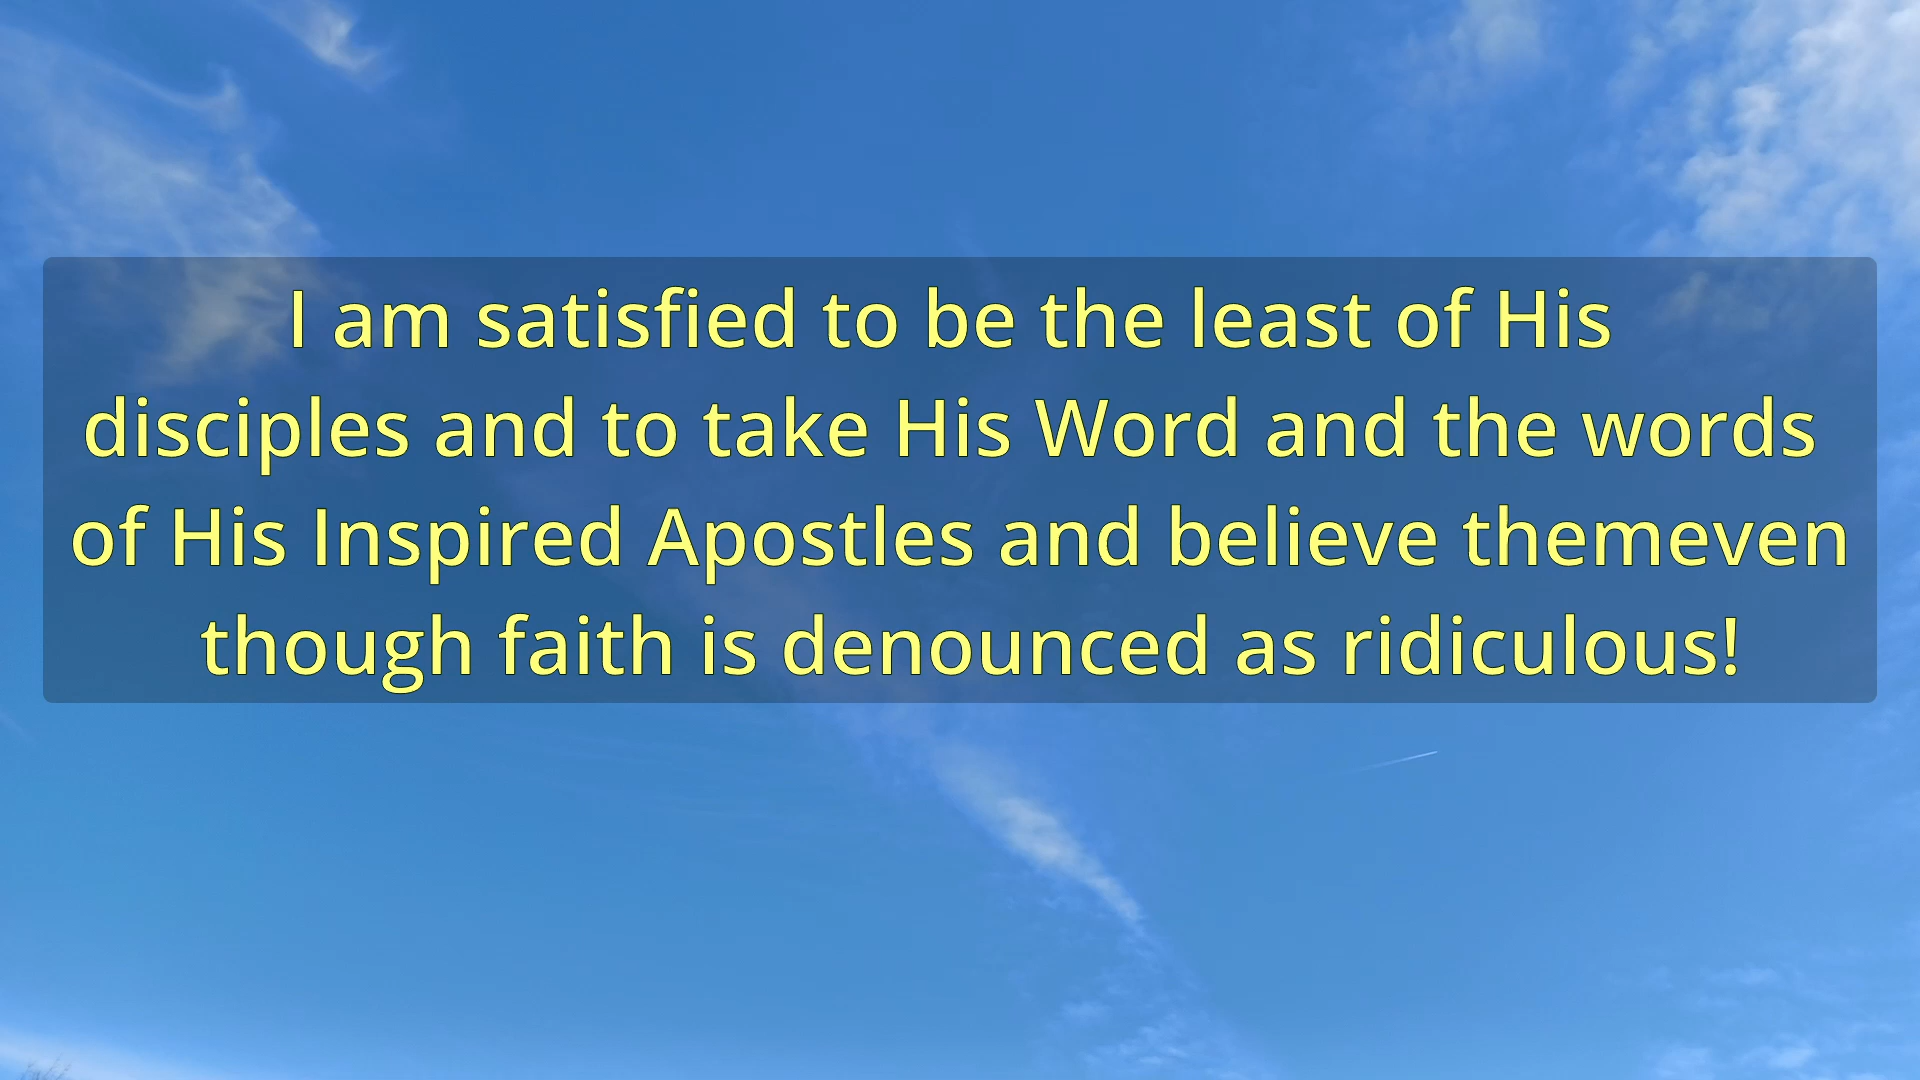 I am satisfied to be the least of His
disciples and to take His Word and the words
of His Inspired Apostles and believe themeven
though faith is denounced as ridiculous!